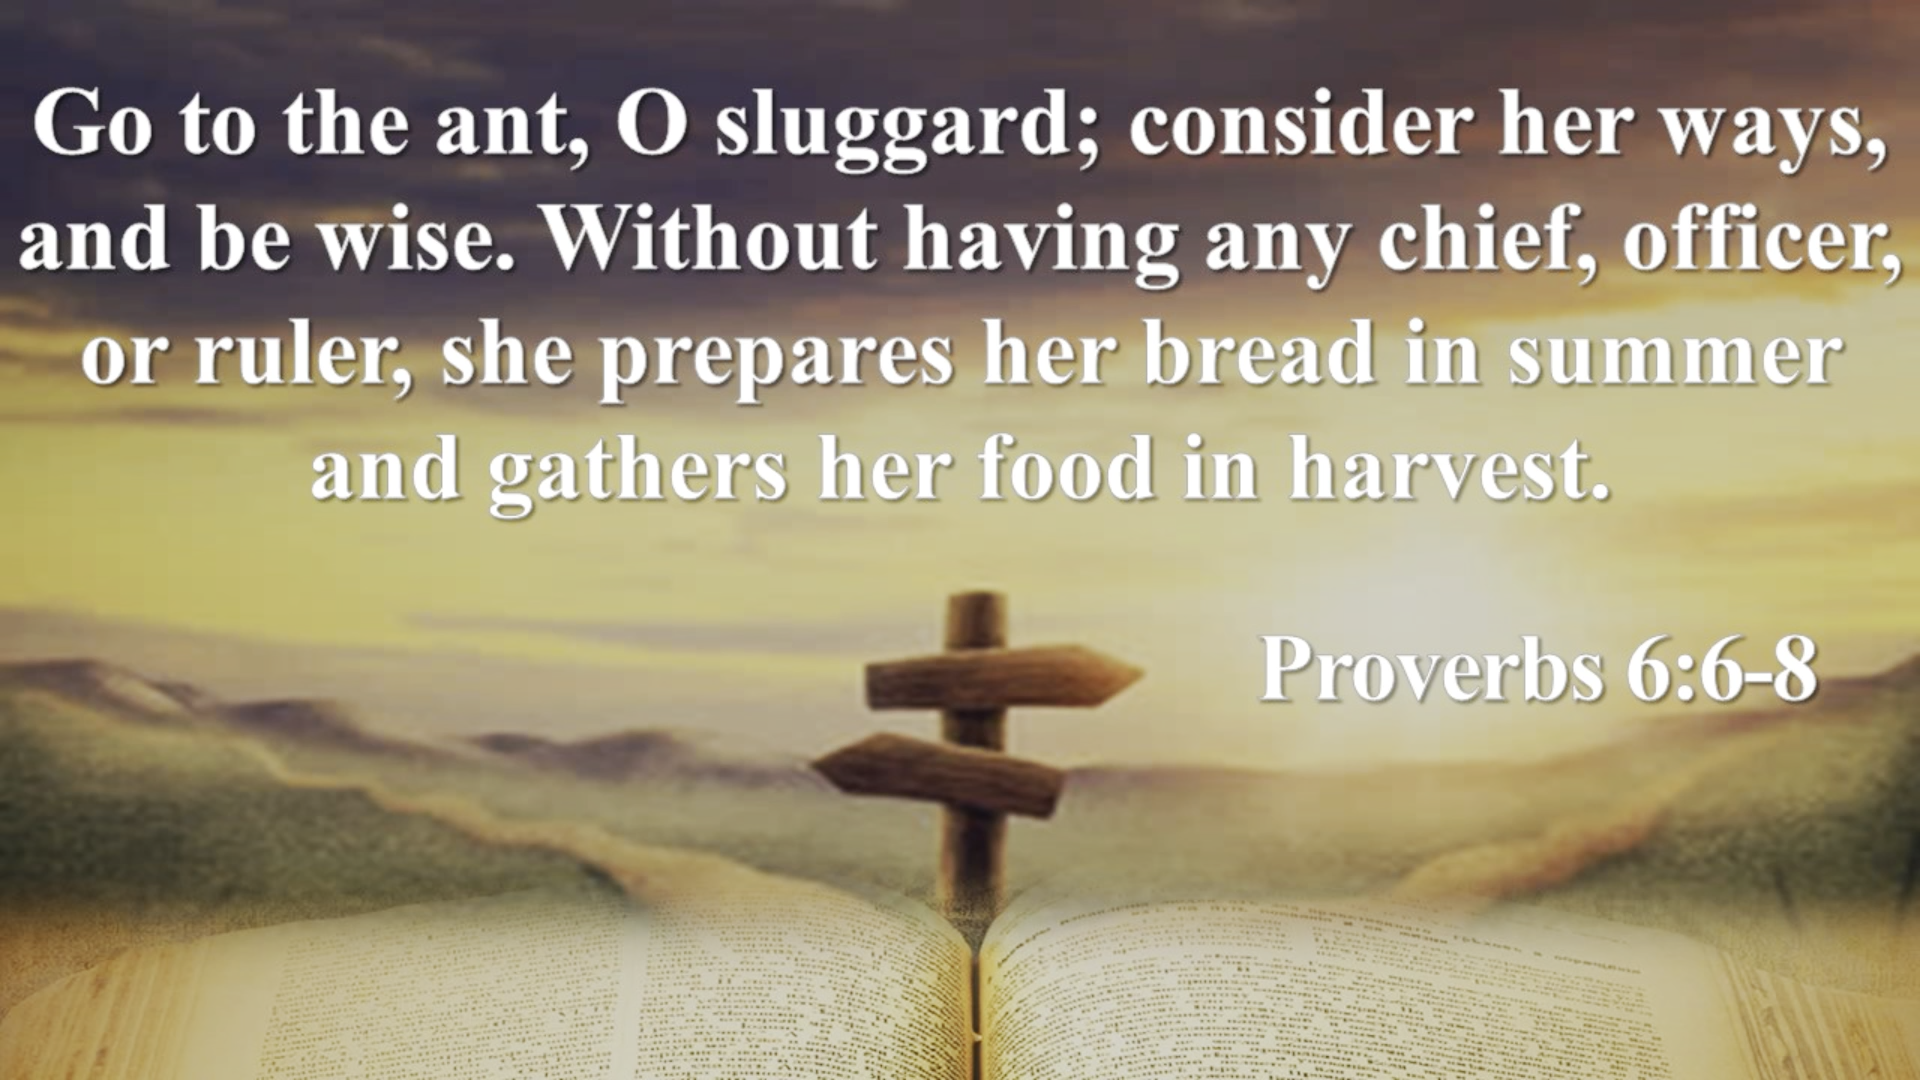 Go to the ant, O sluggard; consider her ways,
and be wise. Without having any chief, officer,
or ruler, she prepares her bread in summer
and gathers her food in harvest.
Proverbs 6:6-8